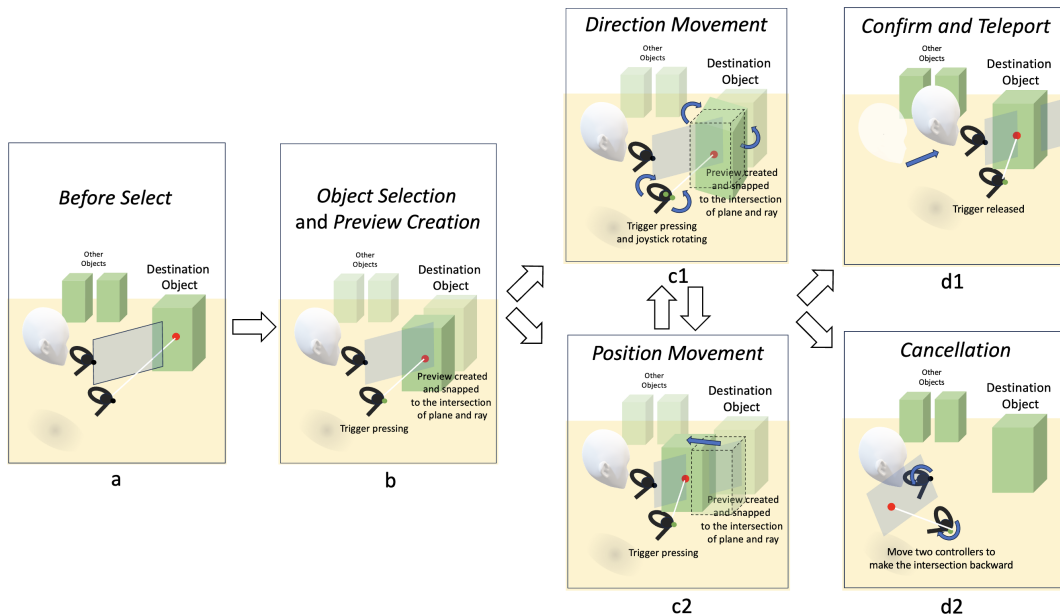 Before Select
Other
Objects
Destination
Object
a
Object Selection
and Preview Creation
Other
Objects
Destination
Object
Preview created
and snapped
to the intersection
of plane and ray
Trigger pressing
b
Direction Movement
Other
Objects
Destination
Object
Preview created
and snapped
to the intersection
of plane and ray
Trigger pressing
and joystick rotating
c1
Position Movement
Other
Objects
Destination
Object
Preview created
and snapped
to the intersection
of plane and ray
Trigger pressing
c2
Confirm and Teleport
Other
Objects
Destination
Object
Trigger released
d1
Cancellation
Other
Objects
Destination
Object
Move two controllers to
make the intersection backward
d2